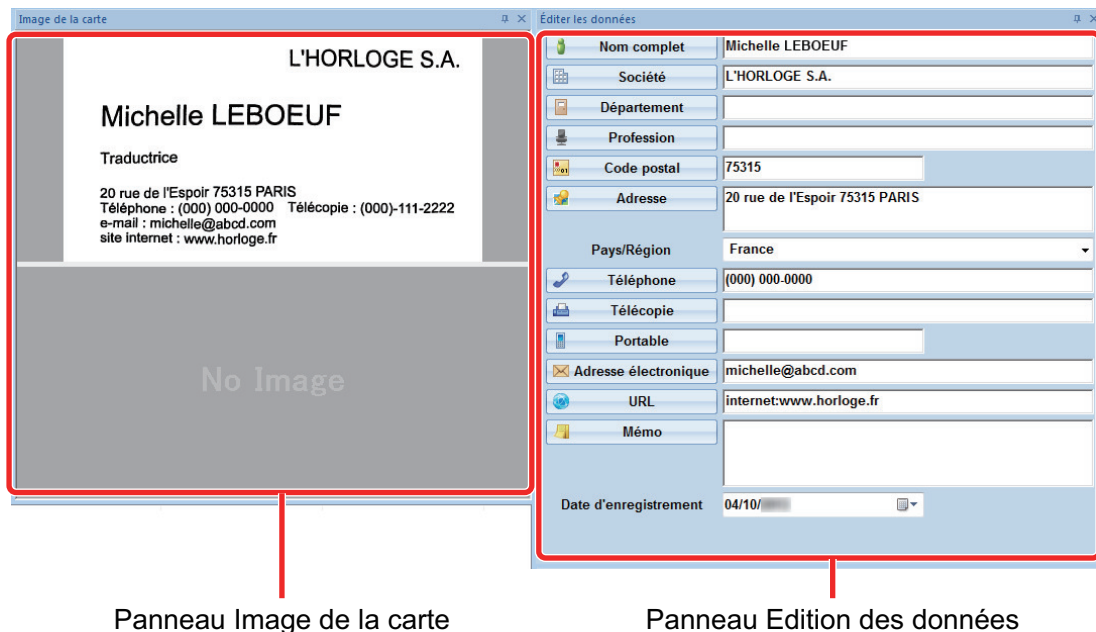 Image de la carte
L'HORLOGE S.A.
Michelle LEBOEUF
Traductrice
20 rue de l'Espoir 75315 PARIS
Téléphone : (000) 000-0000 Télécopie : (000)-111-2222
e-mail : michelle@abcd.com
site internet : www.horloge.fr
No Image
Éditer les données
Nom complet Michelle LEBOEUF
Société L'HORLOGE S.A.
Département
Profession
Code postal 75315
Adresse 20 rue de l'Espoir 75315 PARIS
Pays/Région France
Téléphone (000) 000-0000
Télécopie
Portable
Adresse électronique michelle@abcd.com
URL internet:www.horloge.fr
Mémo
Date d'enregistrement 04/10/
Panneau Image de la carte
Panneau Edition des données